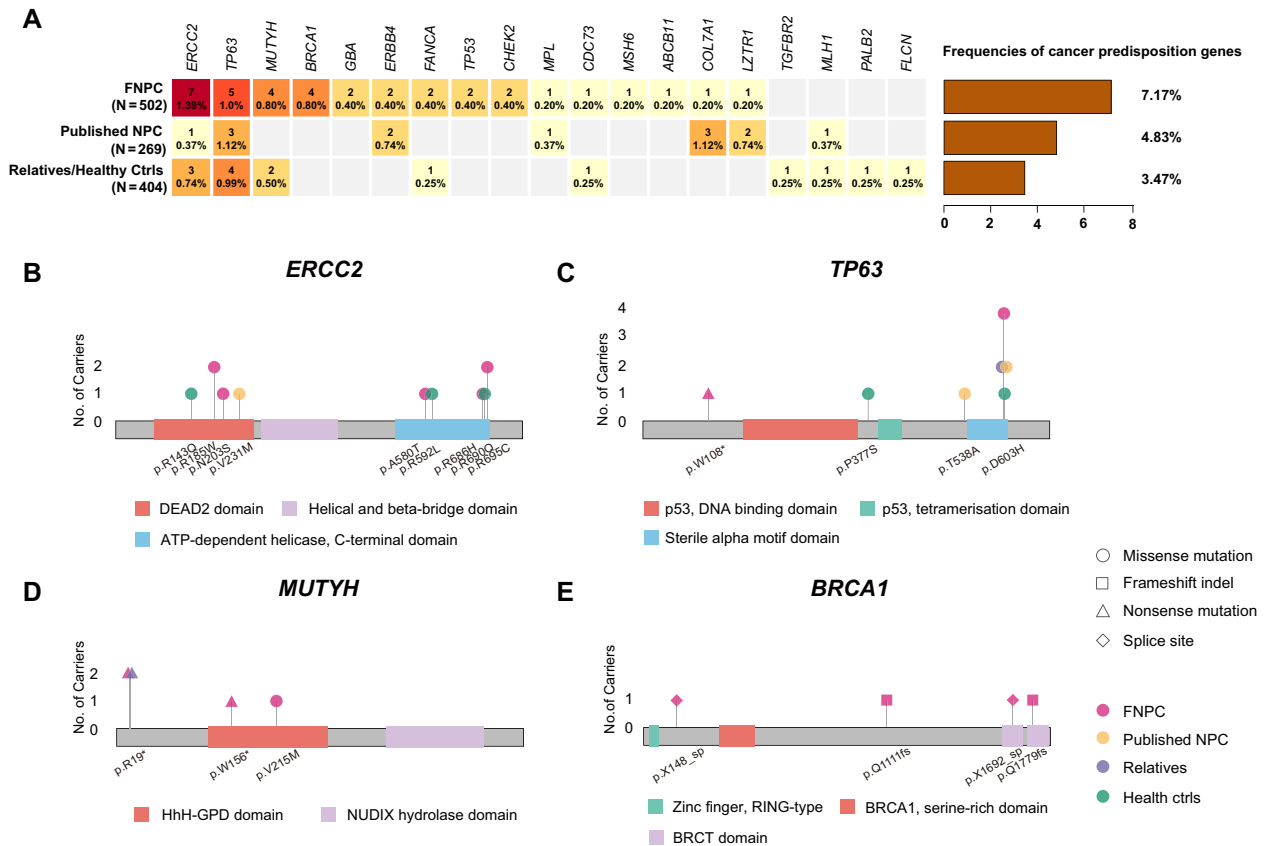 A
ERCC2 TP63 MUTYH BRCA1 GBA ERBB4 FANCA TP53 CHEK2 MPL CDC73 MSH6 ABCB11 COL7A1 LZTR1 TGFBR2 MLH1 PALB2 FLCN
Frequencies of cancer predisposition genes
FNPC 7 5 4 4 2 2 2 2 2 1 1 1 1 1 1 7.17%
(N = 502) 1.39% 1.0% 0.80% 0.80% 0.40% 0.40% 0.40% 0.40% 0.40% 0.20% 0.20% 0.20% 0.20% 0.20% 0.20%
Published NPC 1 3 2 1 3 2 1 4.83%
(N = 269) 0.37% 1.12% 0.74% 0.37% 1.12% 0.74% 0.37%
Relatives/Healthy Ctrls 3 4 2 1 1 1 1 1 1 3.47%
(N = 404) 0.74% 0.99% 0.50% 0.25% 0.25% 0.25% 0.25% 0.25% 0.25%
0 2 4 6 8
B ERCC2
No. of Carriers
2
1
0
p.R143Q p.R185W p.N203S p.V231M p.A580T p.R592L p.R686H p.R690Q p.R695C
DEAD2 domain Helical and beta-bridge domain
ATP-dependent helicase, C-terminal domain
C TP63
No. of Carriers
4
3
2
1
0
p.W108* p.P377S p.T538A p.D603H
p53, DNA binding domain p53, tetramerisation domain
Sterile alpha motif domain
D MUTYH
No. of Carriers
2
1
0
p.R19* p.W156* p.V215M
HhH-GPD domain NUDIX hydrolase domain
E BRCA1
No.of Carriers
1
0
p.X148_sp p.Q1111fs p.X1692_sp p.Q1779fs
Zinc finger, RING-type BRCA1, serine-rich domain
BRCT domain
Missense mutation
Frameshift indel
Nonsense mutation
Splice site
FNPC
Published NPC
Relatives
Health ctrls